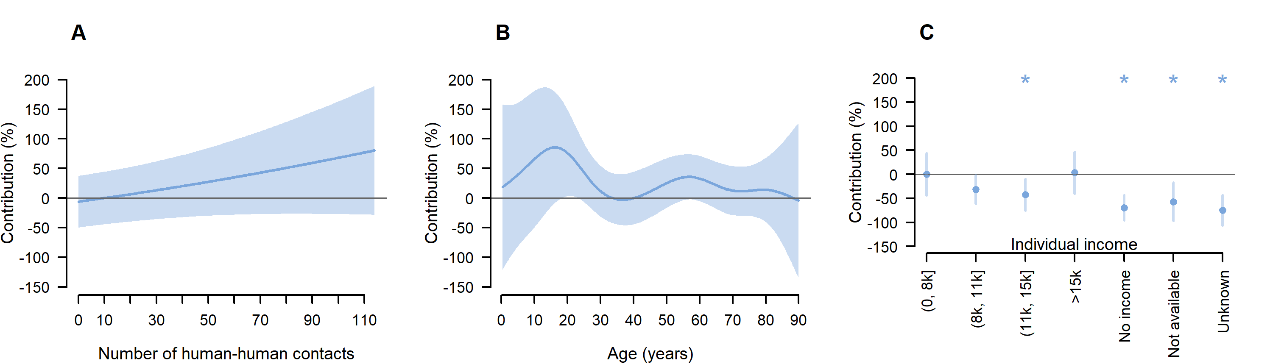 A
B
C
Contribution (%)
200
150
100
50
0
-50
-100
-150
0 10 30 50 70 90 110
Number of human-human contacts
Contribution (%)
200
150
100
50
0
-50
-100
-150
0 10 20 30 40 50 60 70 80 90
Age (years)
Contribution (%)
200
150
100
50
0
-50
-100
-150
* * * *
Individual income
(0, 8k]
(8k, 11k]
(11k, 15k]
>15k
No income
Not available
Unknown